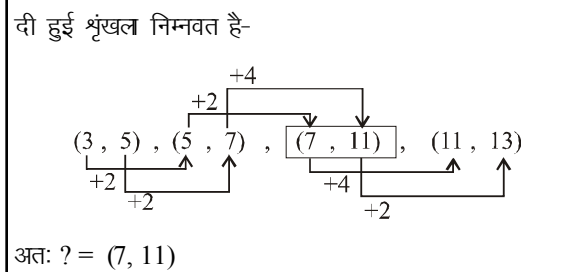 दी हुई शृंखला निम्नवत है-
+4
+2
(3 , 5) , (5 , 7) , (7 , 11) , (11 , 13)
+2 +4
+2 +2
अतः ? = (7, 11)